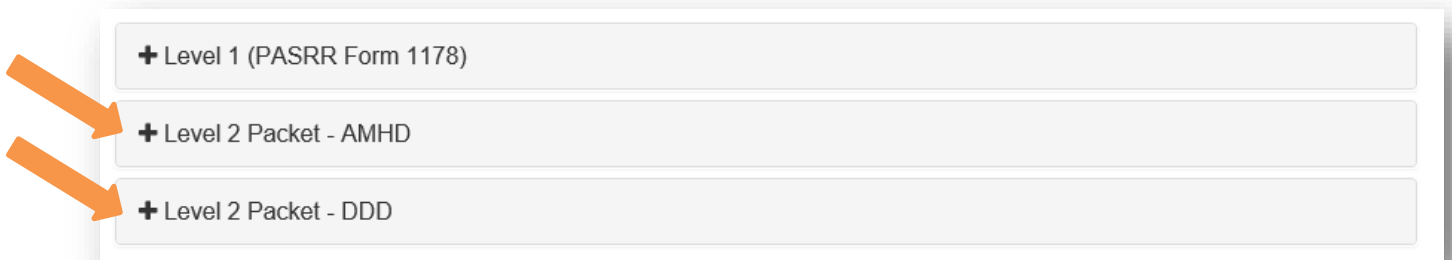 Level 1 (PASRR Form 1178)
Level 2 Packet - AMHD
Level 2 Packet - DDD